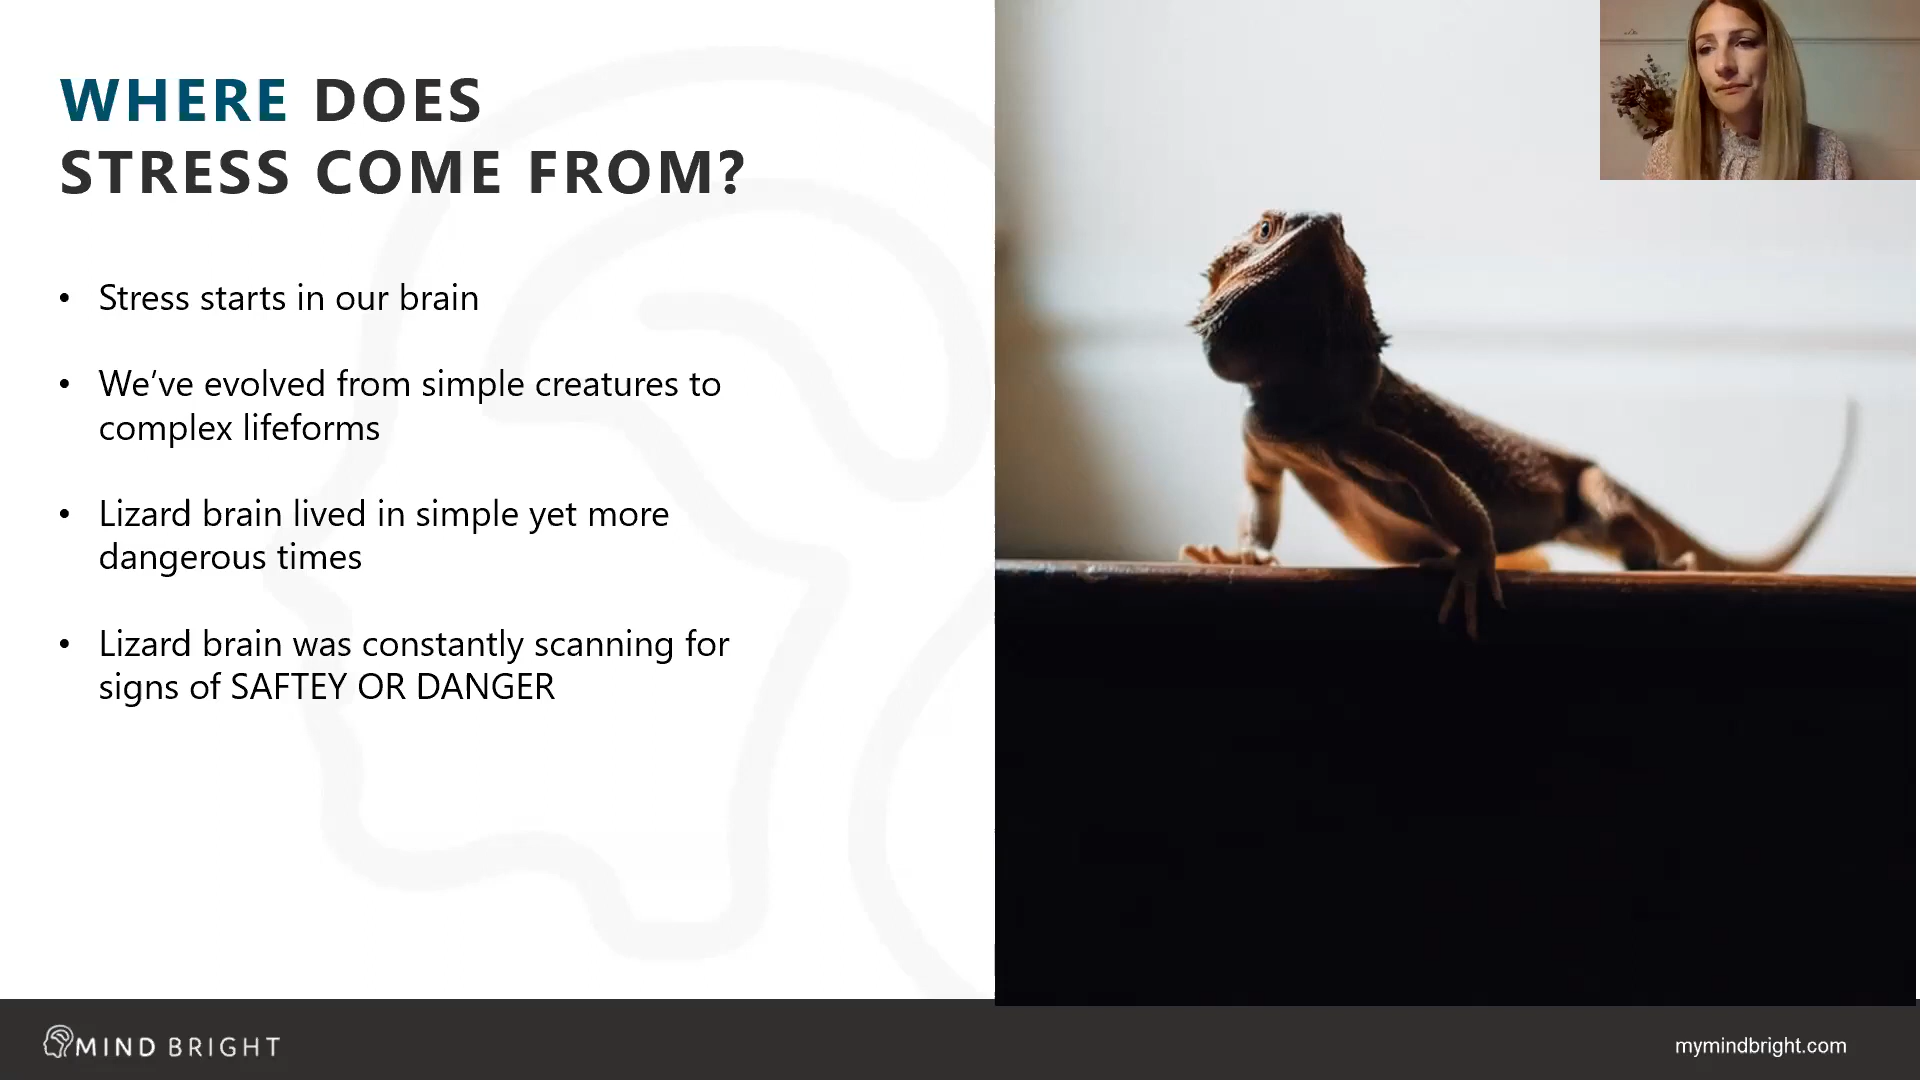 WHERE DOES
STRESS COME FROM?
• Stress starts in our brain
• We’ve evolved from simple creatures to
complex lifeforms
• Lizard brain lived in simple yet more
dangerous times
• Lizard brain was constantly scanning for
signs of SAFTEY OR DANGER
MIND BRIGHT
mymindbright.com